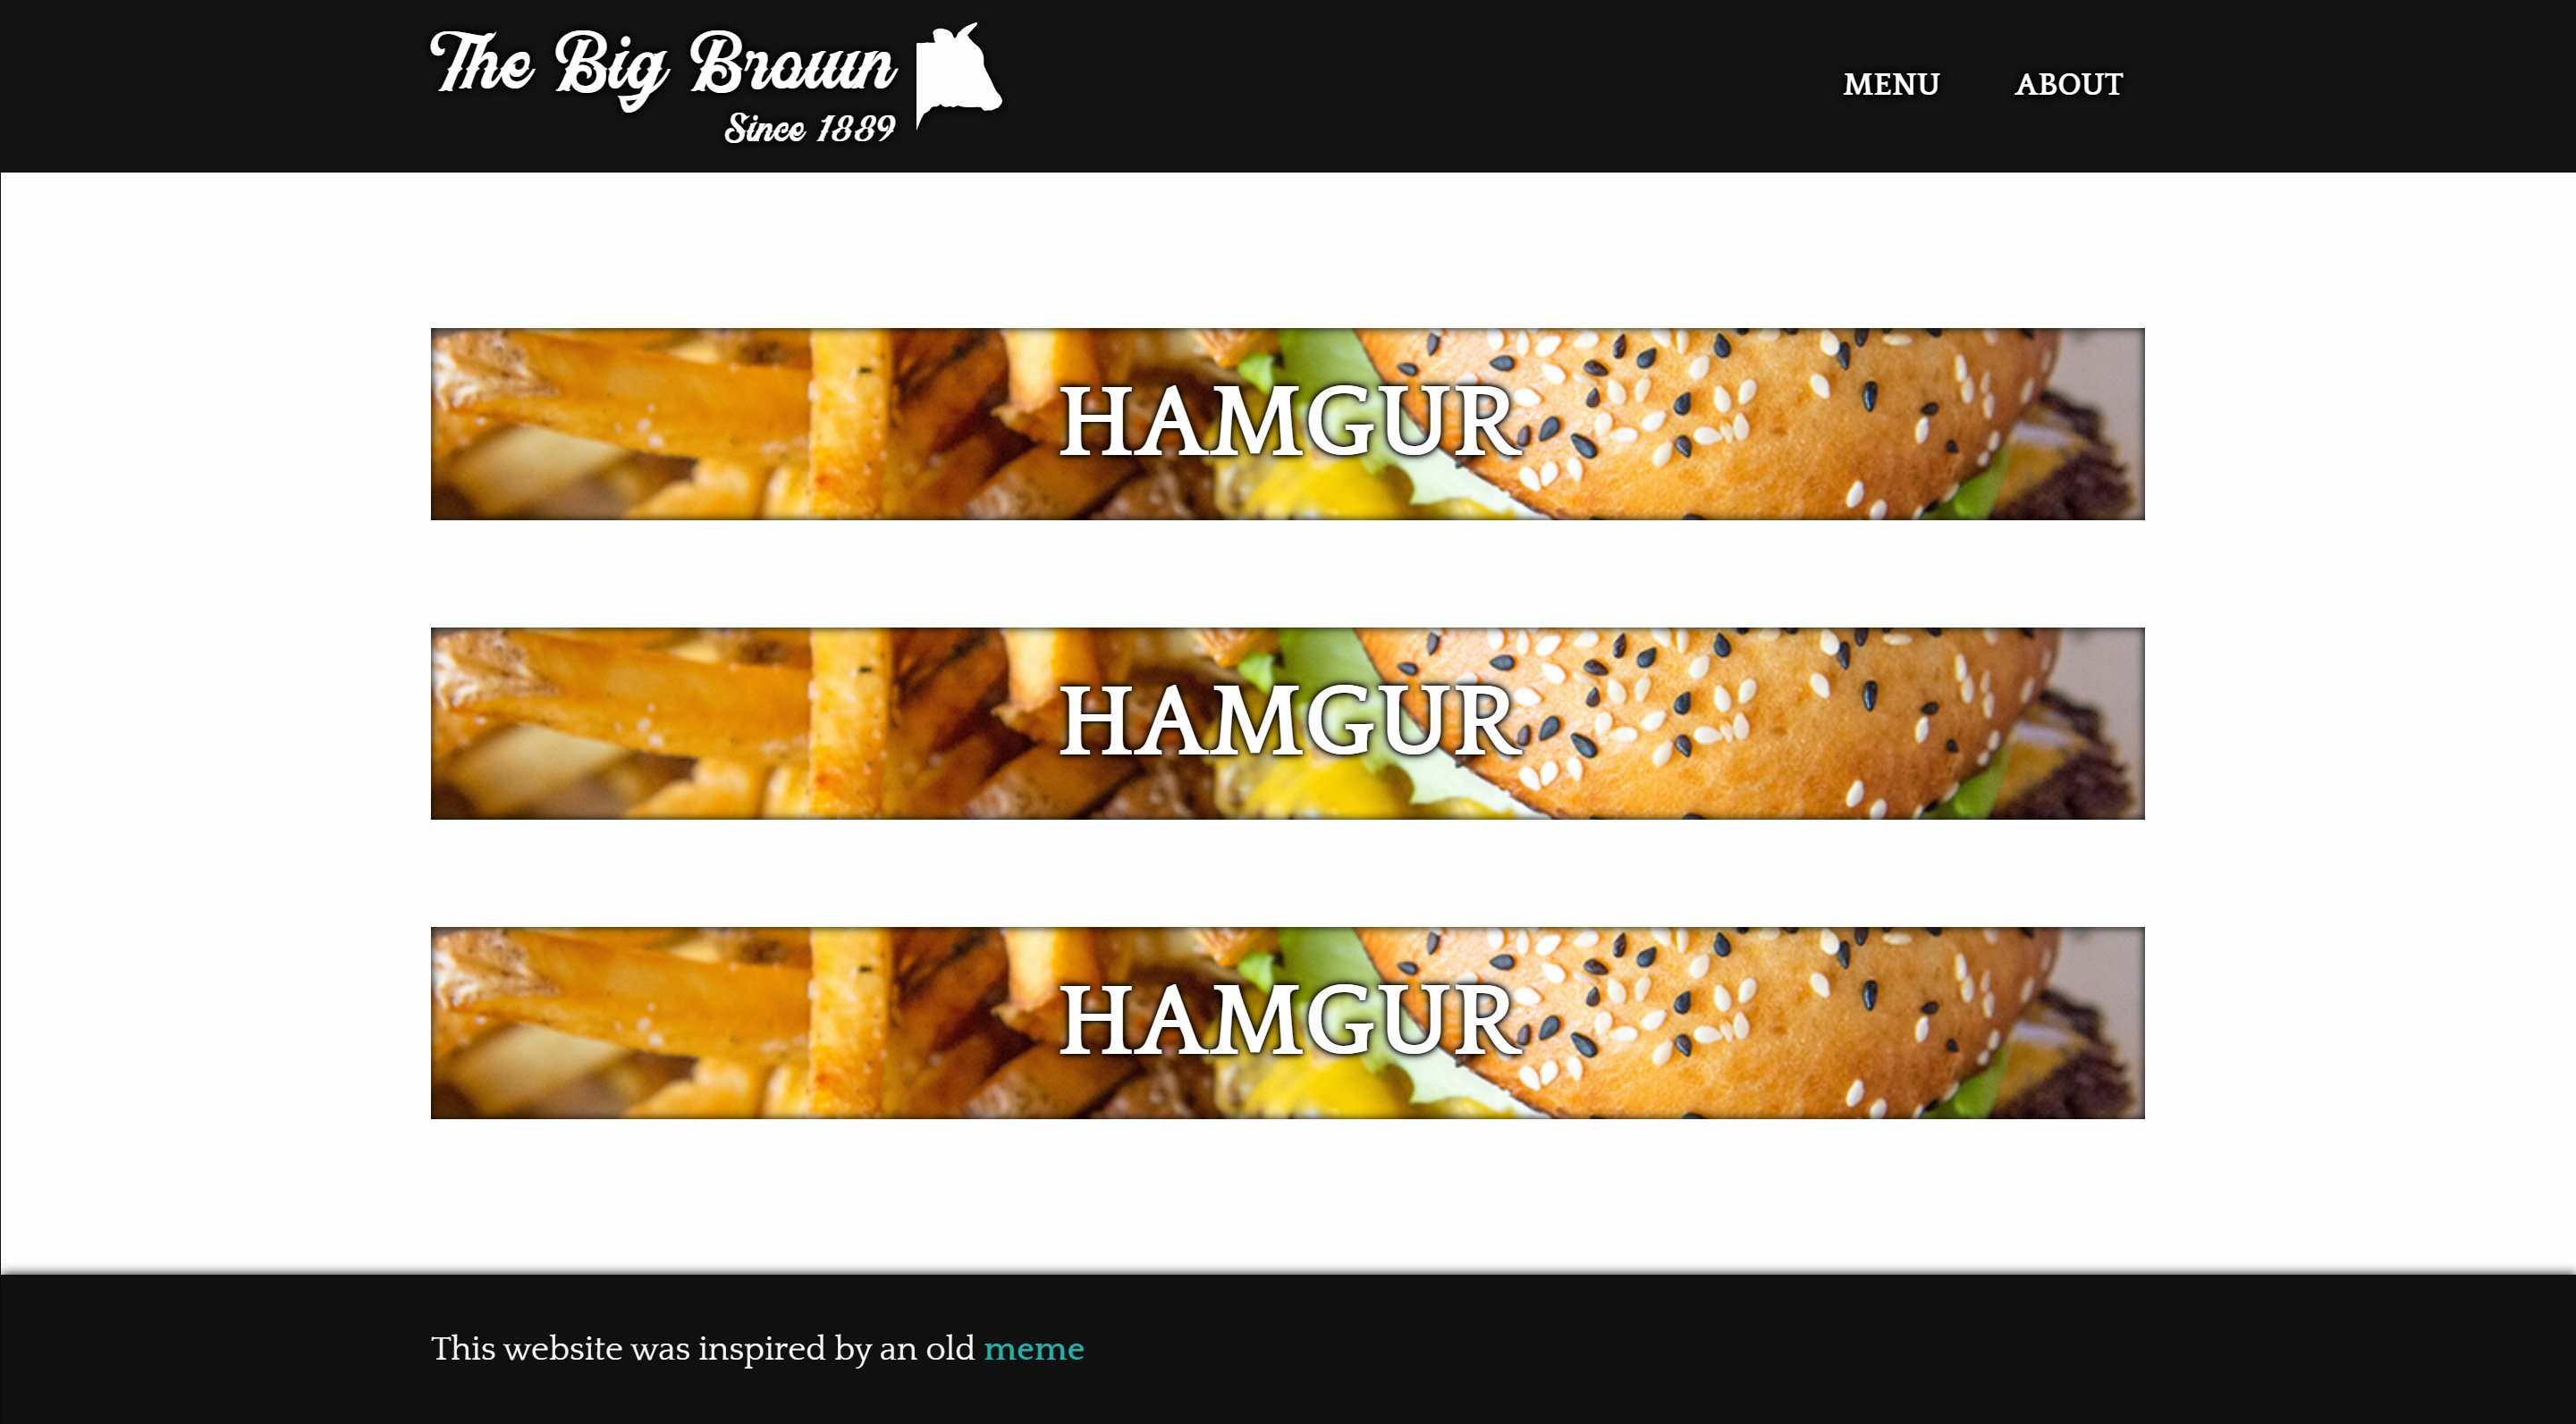 The Big Brown
Since 1889
MENU ABOUT
HAMGUR
HAMGUR
HAMGUR
This website was inspired by an old meme